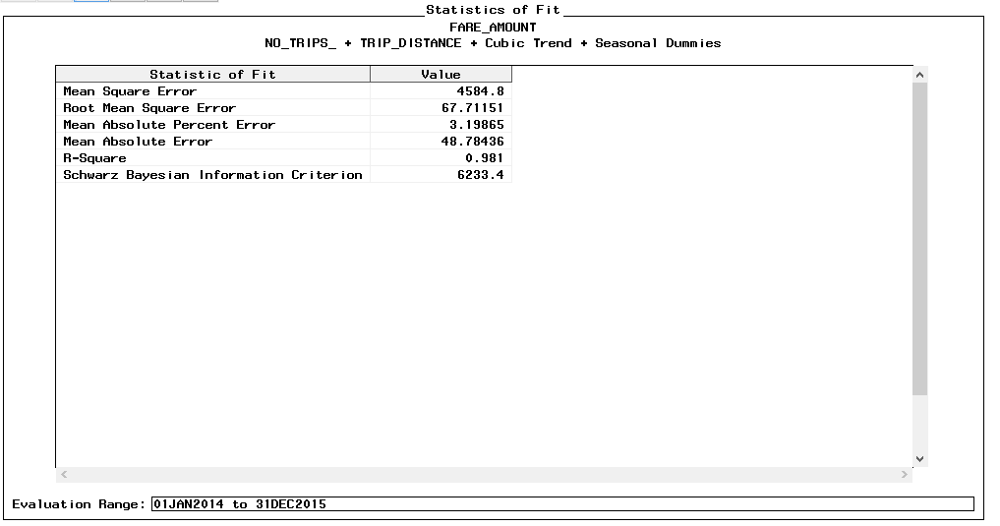 Statistics of Fit
FARE_AMOUNT
NO_TRIPS_ + TRIP_DISTANCE + Cubic Trend + Seasonal Dummies
Statistic of Fit Value
Mean Square Error 4584.8
Root Mean Square Error 67.71151
Mean Absolute Percent Error 3.19865
Mean Absolute Error 48.78436
R-Square 0.981
Schwarz Bayesian Information Criterion 6233.4
Evaluation Range: 01JAN2014 to 31DEC2015